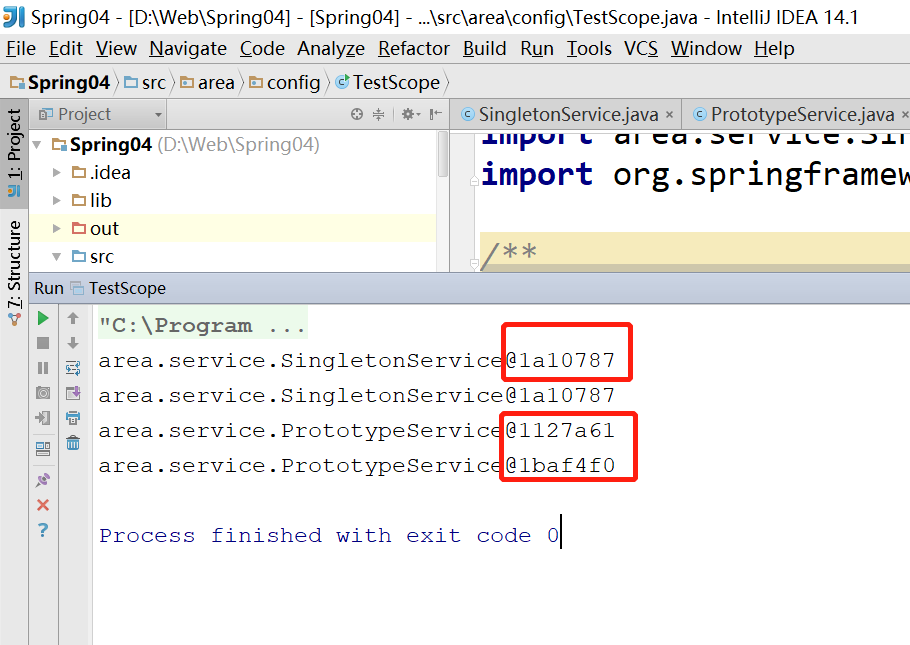 Spring04 - [D:\Web\Spring04] - [Spring04] - ...\src\area\config\TestScope.java - IntelliJ IDEA 14.1
File Edit View Navigate Code Analyze Refactor Build Run Tools VCS Window Help
Spring04 src area config TestScope
1: Project
Project
SingletonService.java × PrototypeService.java ×
Spring04 (D:\Web\Spring04)
.idea
lib
out
src
import area.service.Sin
import org.springframew
/**
7: Structure
Run TestScope
"C:\Program ...
area.service.SingletonService@1a10787
area.service.SingletonService@1a10787
area.service.PrototypeService@1127a61
area.service.PrototypeService@1baf4f0
Process finished with exit code 0